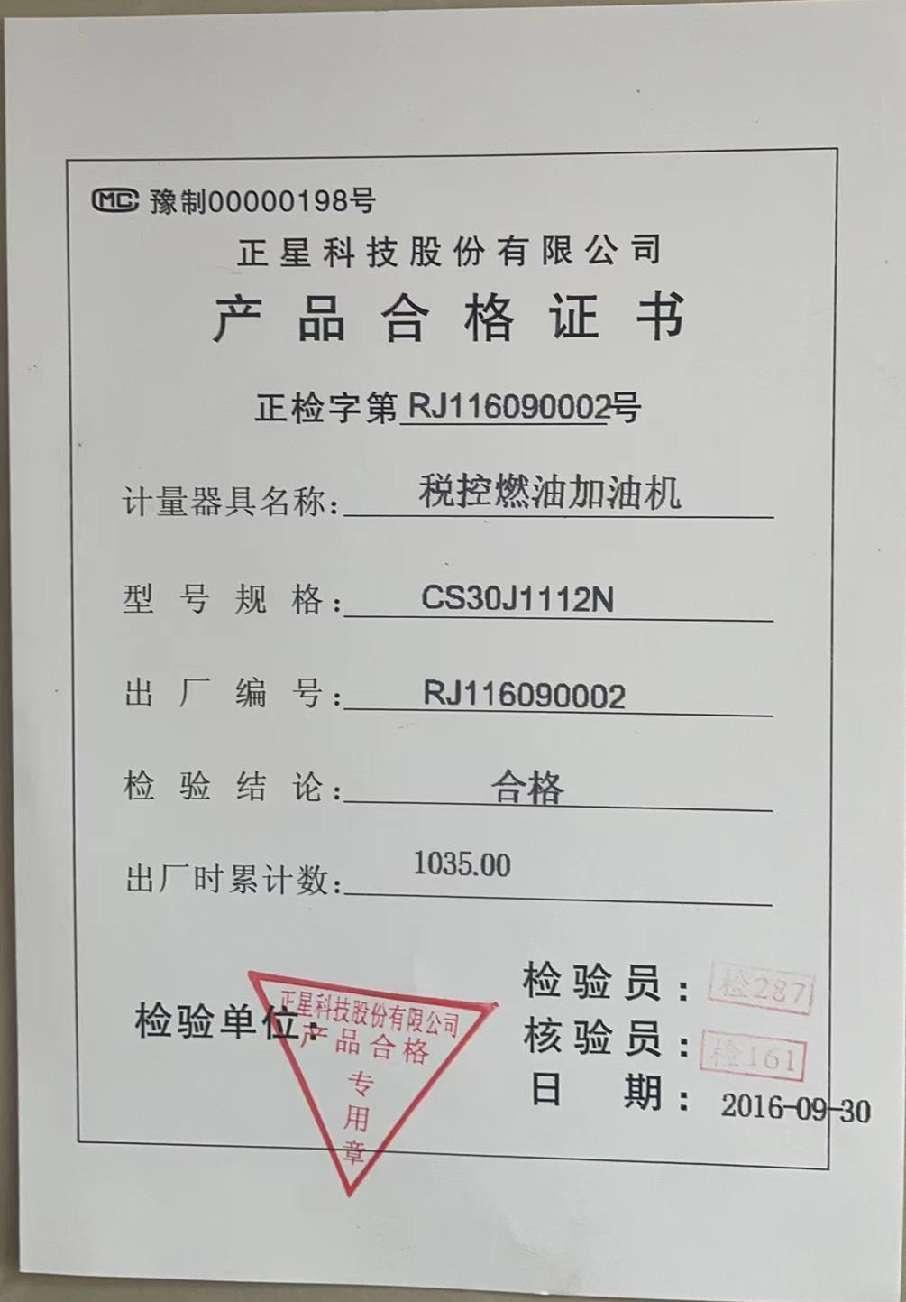 MC 豫制00000198号
正星科技股份有限公司
产品合格证书
正检字第RJ116090002号
计量器具名称: 税控燃油加油机
型号规格: CS30J1112N
出厂编号: RJ116090002
检验结论: 合格
出厂时累计数: 1035.00
检验单位:
正星科技股份有限公司
产品合格
专
用
章
检验员: 检287
核验员: 检161
日期: 2016-09-30